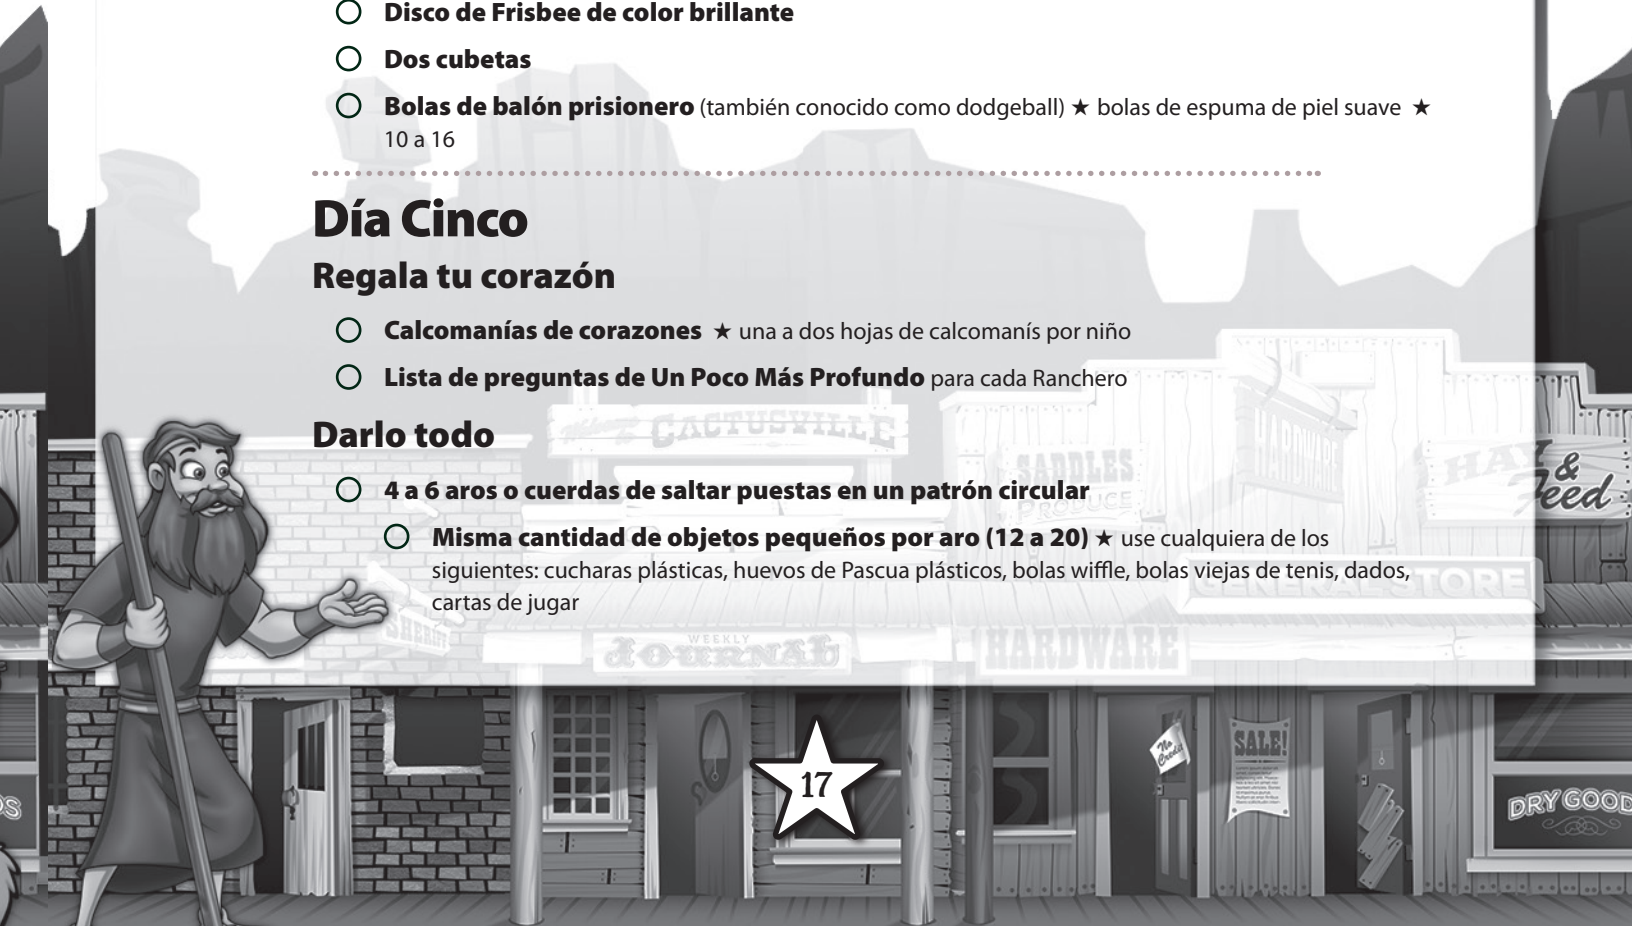 Disco de Frisbee de color brillante
Dos cubetas
Bolas de balón prisionero (también conocido como dodgeball) ★ bolas de espuma de piel suave ★
10 a 16
Día Cinco
Regala tu corazón
Calcomanías de corazones ★ una a dos hojas de calcomanís por niño
Lista de preguntas de Un Poco Más Profundo para cada Ranchero
Darlo todo
4 a 6 aros o cuerdas de saltar puestas en un patrón circular
Misma cantidad de objetos pequeños por aro (12 a 20) ★ use cualquiera de los
siguientes: cucharas plásticas, huevos de Pascua plásticos, bolas wiffle, bolas viejas de tenis, dados,
cartas de jugar
CACTUSVILLE
SADDLES
PRODUCE
HARDWARE
HAY
& Feed
GENERAL STORE
SHERIFF
WEEKLY
JOURNAL
HARDWARE
No
Credit
SALE!
17
DRY GOOD